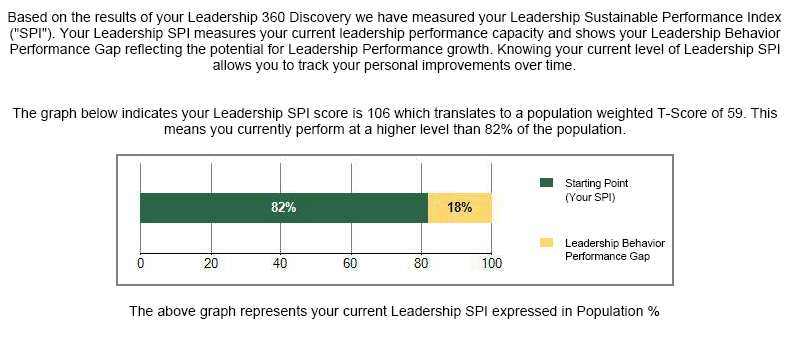 Based on the results of your Leadership 360 Discovery we have measured your Leadership Sustainable Performance Index
("SPI"). Your Leadership SPI measures your current leadership performance capacity and shows your Leadership Behavior
Performance Gap reflecting the potential for Leadership Performance growth. Knowing your current level of Leadership SPI
allows you to track your personal improvements over time.
The graph below indicates your Leadership SPI score is 106 which translates to a population weighted T-Score of 59. This
means you currently perform at a higher level than 82% of the population.
82%
18%
0
20
40
60
80
100
Starting Point
(Your SPI)
Leadership Behavior
Performance Gap
The above graph represents your current Leadership SPI expressed in Population %